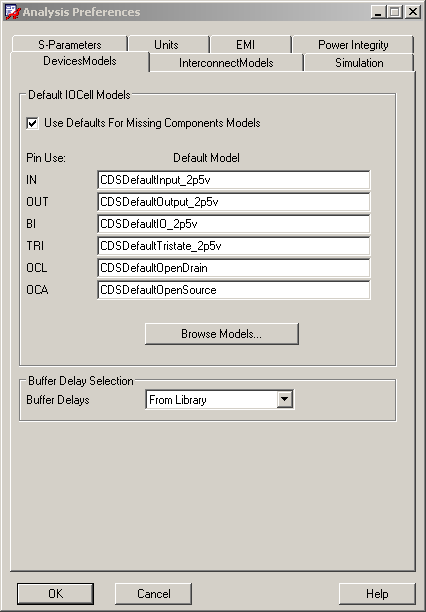 Analysis Preferences
S-Parameters Units EMI Power Integrity
DevicesModels InterconnectModels Simulation
Default IOCell Models
Use Defaults For Missing Components Models
Pin Use: Default Model
IN CDSDefaultInput_2p5v
OUT CDSDefaultOutput_2p5v
BI CDSDefaultIO_2p5v
TRI CDSDefaultTristate_2p5v
OCL CDSDefaultOpenDrain
OCA CDSDefaultOpenSource
Browse Models...
Buffer Delay Selection
Buffer Delays From Library
OK Cancel Help